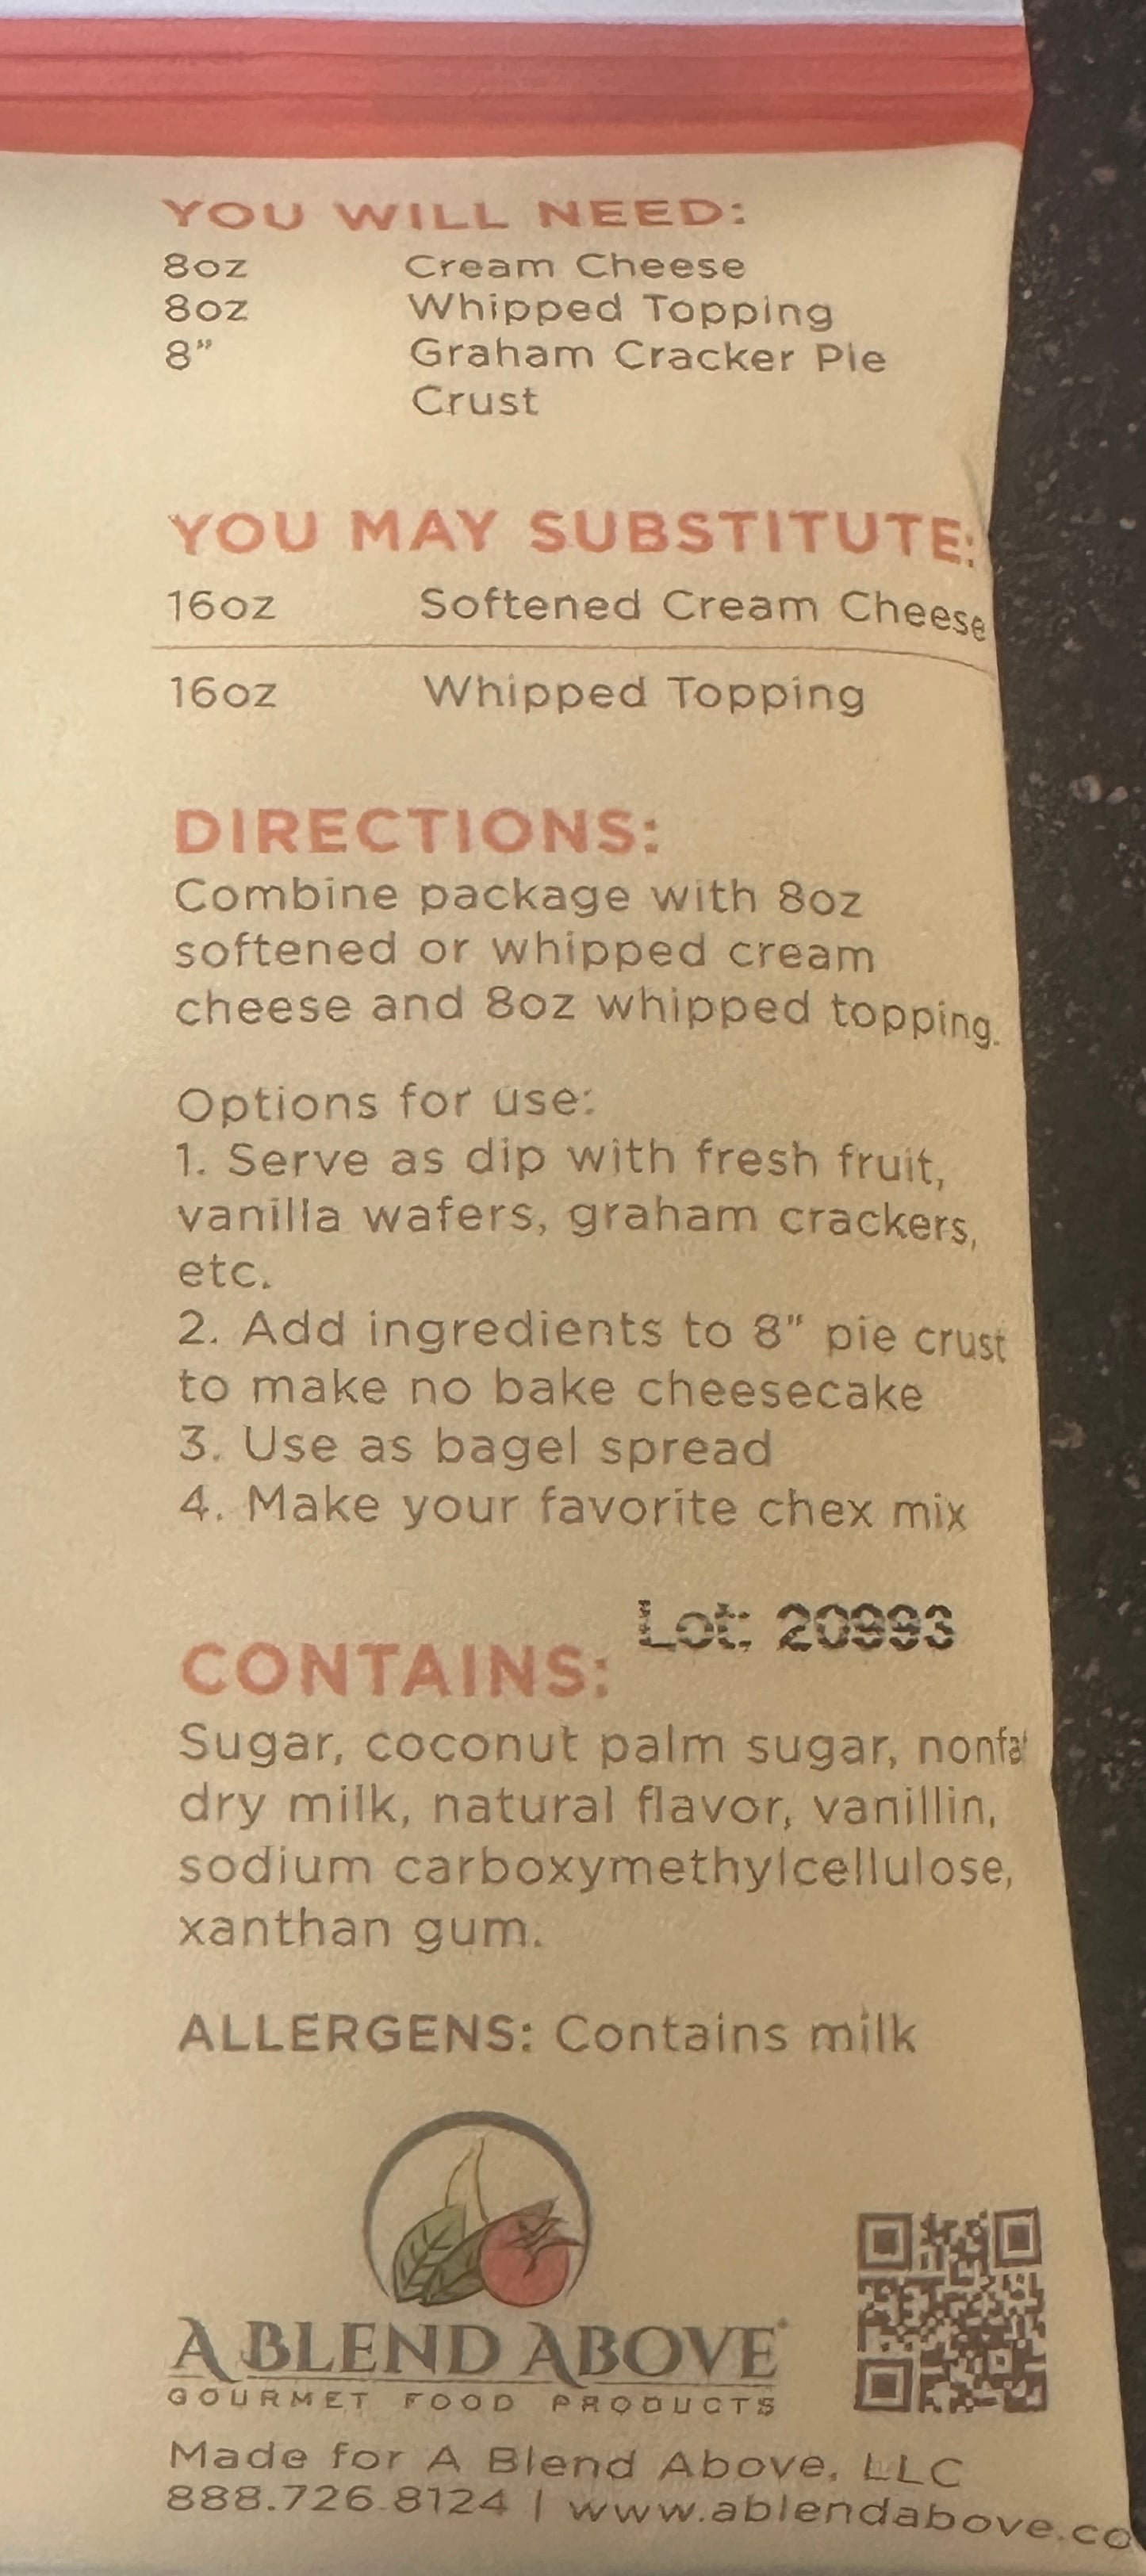 YOU WILL NEED:
8oz Cream Cheese
8oz Whipped Topping
8" Graham Cracker Pie
Crust
YOU MAY SUBSTITUTE:
16oz Softened Cream Cheese
16oz Whipped Topping
DIRECTIONS:
Combine package with 8oz
softened or whipped cream
cheese and 8oz whipped topping.
Options for use:
1. Serve as dip with fresh fruit,
vanilla wafers, graham crackers,
etc.
2. Add ingredients to 8" pie crust
to make no bake cheesecake
3. Use as bagel spread
4. Make your favorite chex mix
Lot: 20993
CONTAINS:
Sugar, coconut palm sugar, nonfat
dry milk, natural flavor, vanillin,
sodium carboxymethylcellulose,
xanthan gum.
ALLERGENS: Contains milk
A BLEND ABOVE
GOURMET FOOD PRODUCTS
Made for A Blend Above, LLC
888.726.8124 | www.ablendabove.co